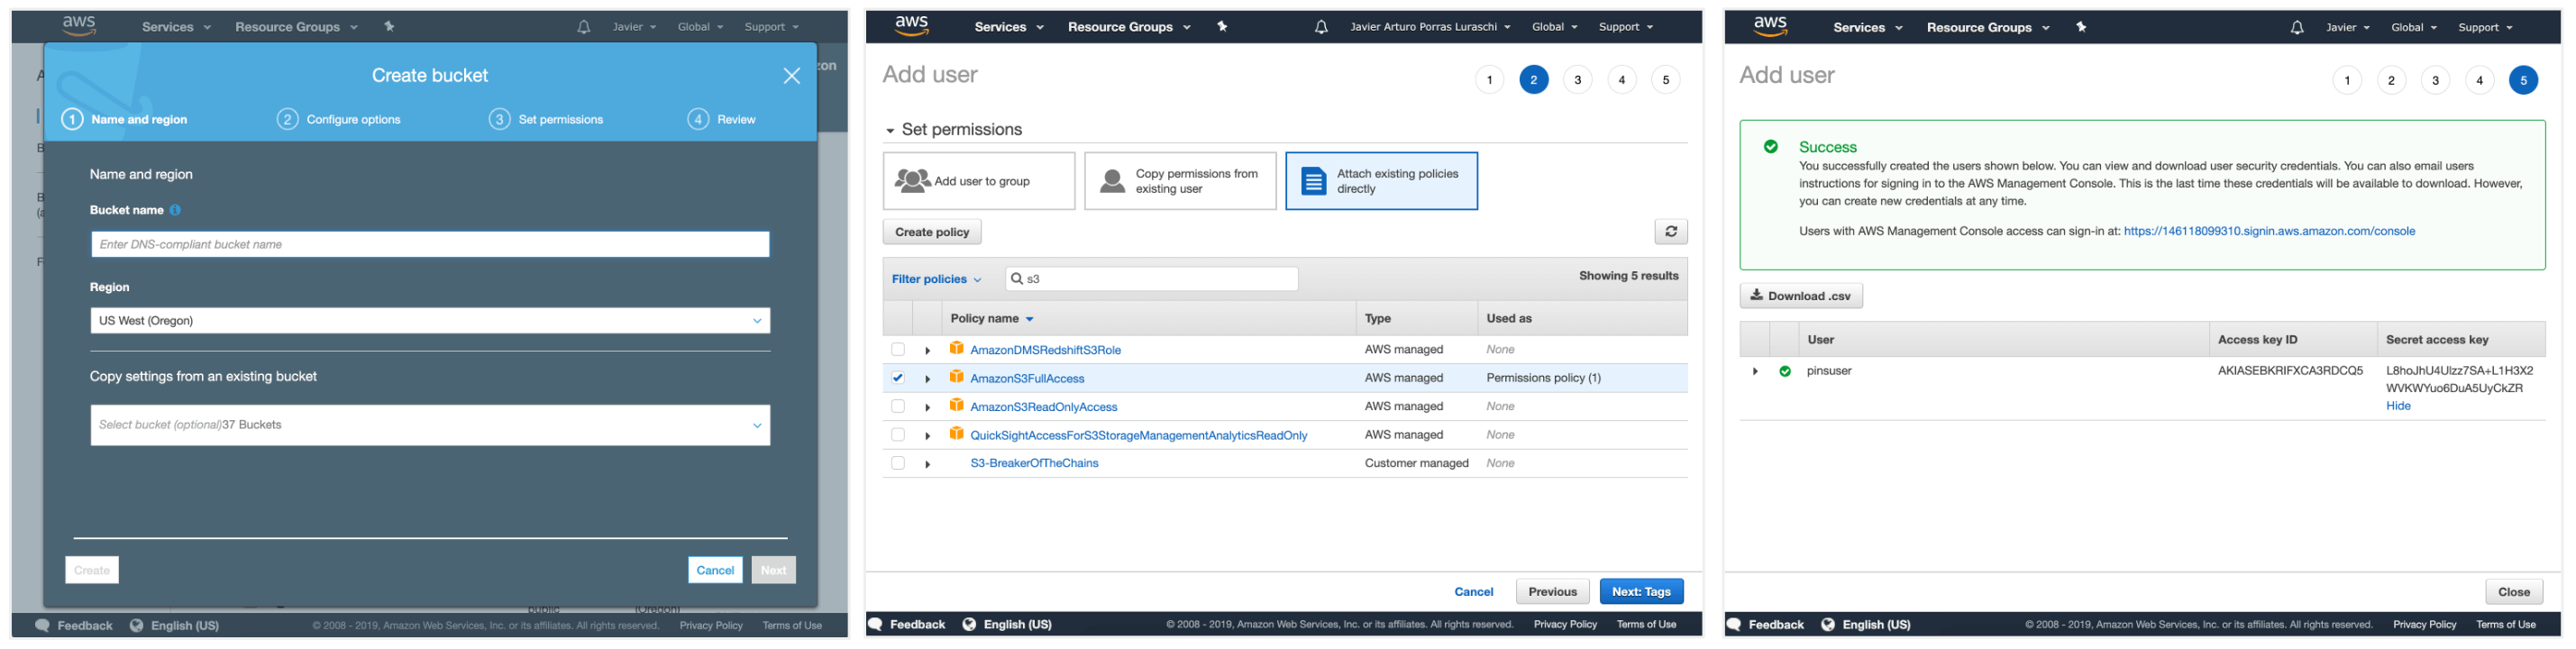 aws
Services
Resource Groups
Javier
Global
Support
Create bucket
1 Name and region
2 Configure options
3 Set permissions
4 Review
Name and region
Bucket name
Enter DNS-compliant bucket name
Region
US West (Oregon)
Copy settings from an existing bucket
Select bucket (optional)37 Buckets
Create
Cancel
Next
public
(Oregon)
Feedback
English (US)
© 2008 - 2019, Amazon Web Services, Inc. or its affiliates. All rights reserved.
Privacy Policy
Terms of Use
aws
Services
Resource Groups
Javier Arturo Porras Luraschi
Global
Support
Add user
1 2 3 4 5
Set permissions
Add user to group
Copy permissions from
existing user
Attach existing policies
directly
Create policy
Filter policies
s3
Showing 5 results
Policy name Type Used as
AmazonDMSRedshiftS3Role AWS managed None
AmazonS3FullAccess AWS managed Permissions policy (1)
AmazonS3ReadOnlyAccess AWS managed None
QuickSightAccessForS3StorageManagementAnalyticsReadOnly AWS managed None
S3-BreakerOfTheChains Customer managed None
Cancel
Previous
Next: Tags
Feedback
English (US)
© 2008 - 2019, Amazon Web Services, Inc. or its affiliates. All rights reserved.
Privacy Policy
Terms of Use
aws
Services
Resource Groups
Javier
Global
Support
Add user
1 2 3 4 5
Success
You successfully created the users shown below. You can view and download user security credentials. You can also email users
instructions for signing in to the AWS Management Console. This is the last time these credentials will be available to download. However,
you can create new credentials at any time.
Users with AWS Management Console access can sign-in at: https://146118099310.signin.aws.amazon.com/console
Download .csv
User Access key ID Secret access key
pinsuser AKIASEBKRIFXCA3RDCQ5 L8hoJhU4Ulzz7SA+L1H3X2
WVKWYuo6DuA5UyCkZR
Hide
Close
Feedback
English (US)
© 2008 - 2019, Amazon Web Services, Inc. or its affiliates. All rights reserved.
Privacy Policy
Terms of Use